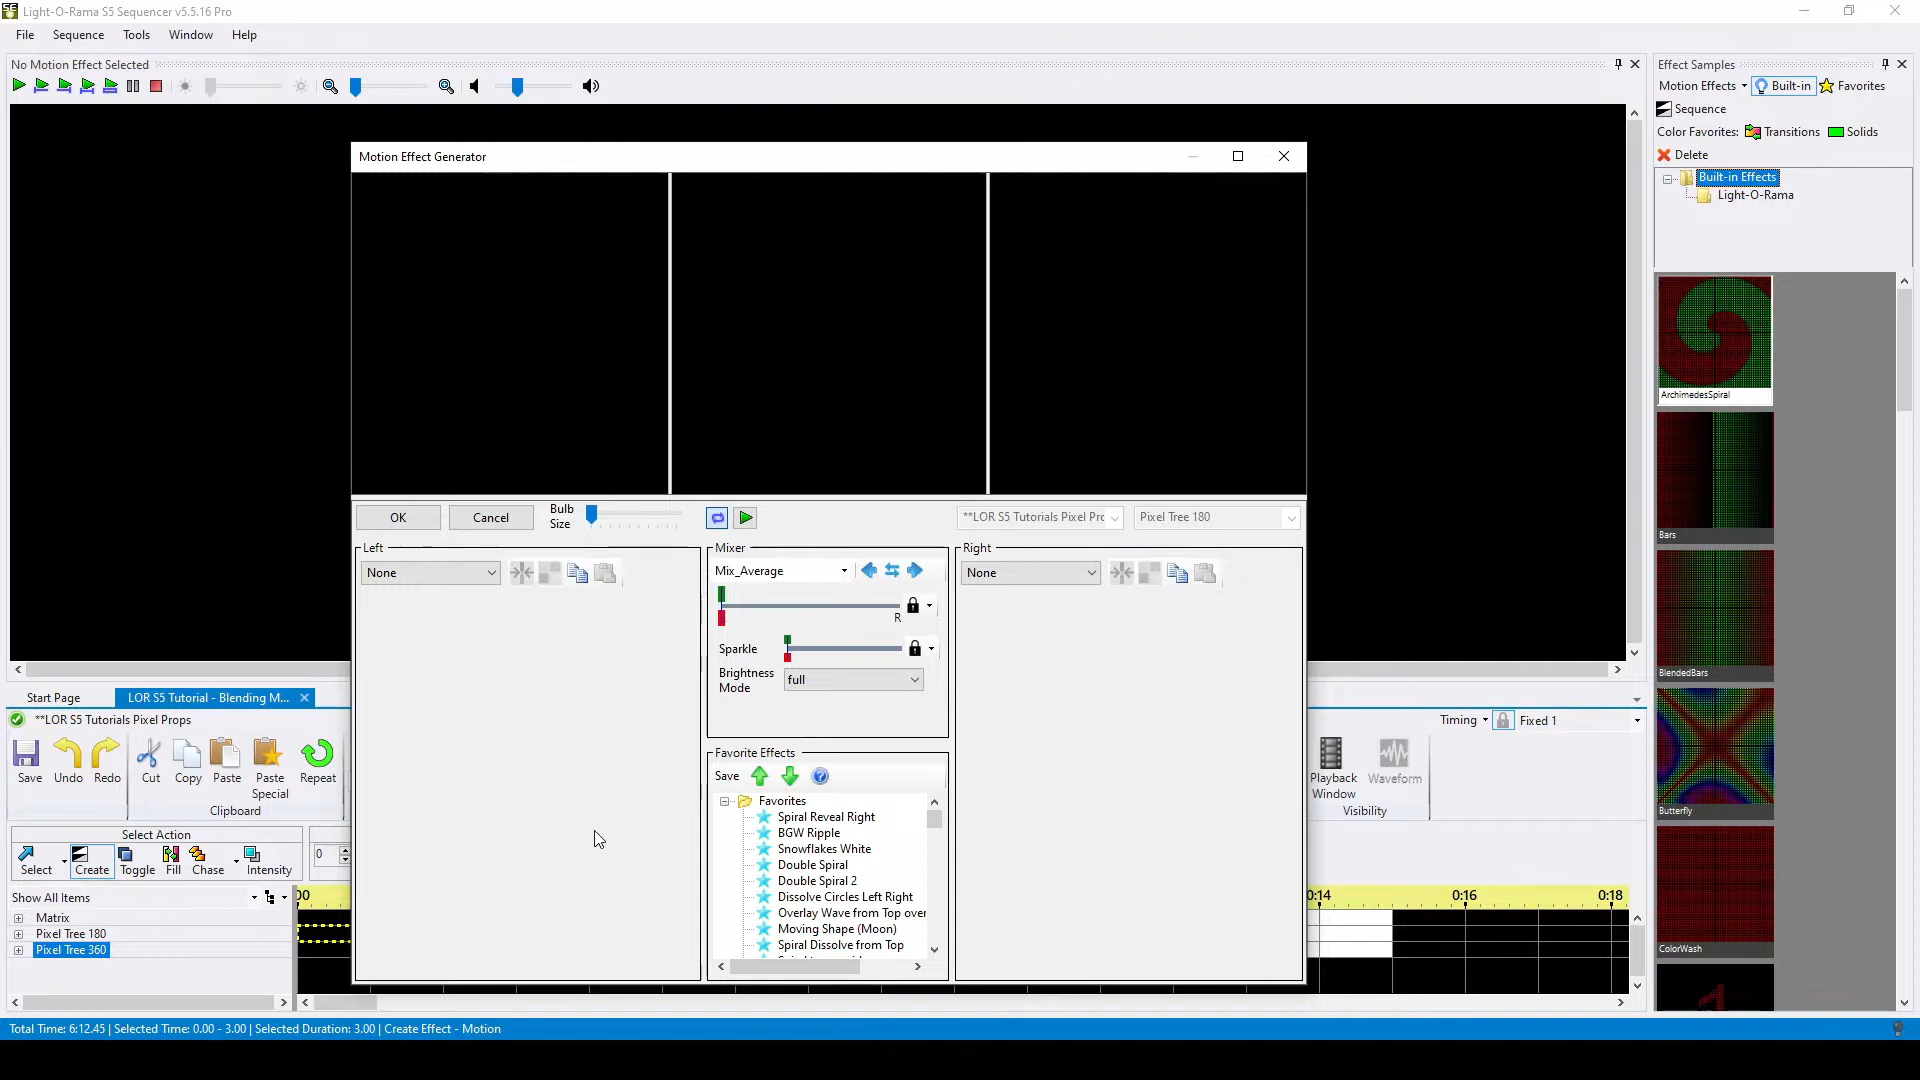 Light-O-Rama S5 Sequencer v5.5.16 Pro
File Sequence Tools Window Help
No Motion Effect Selected
Effect Samples
Motion Effects Built-in Favorites
Sequence
Color Favorites: Transitions Solids
Delete
Built-in Effects
Light-O-Rama
Motion Effect Generator
ArchimedesSpiral
Bars
BlendedBars
Butterfly
ColorWash
OK Cancel Bulb Size
**LOR S5 Tutorials Pixel Prc Pixel Tree 180
Left
None
Mixer
Mix_Average
R
Sparkle
Brightness Mode full
Right
None
Favorite Effects
Save
Favorites
Spiral Reveal Right
BGW Ripple
Snowflakes White
Double Spiral
Double Spiral 2
Dissolve Circles Left Right
Overlay Wave from Top over
Moving Shape (Moon)
Spiral Dissolve from Top
Start Page LOR S5 Tutorial - Blending M...
**LOR S5 Tutorials Pixel Props
Timing Fixed 1
Save Undo Redo Cut Copy Paste Paste Special Repeat
Clipboard
Playback Window Waveform
Visibility
Select Action
Select Create Toggle Fill Chase Intensity
0
Show All Items
Matrix
Pixel Tree 180
Pixel Tree 360
00 0:14 0:16 0:18
Total Time: 6:12.45 | Selected Time: 0.00 - 3.00 | Selected Duration: 3.00 | Create Effect - Motion